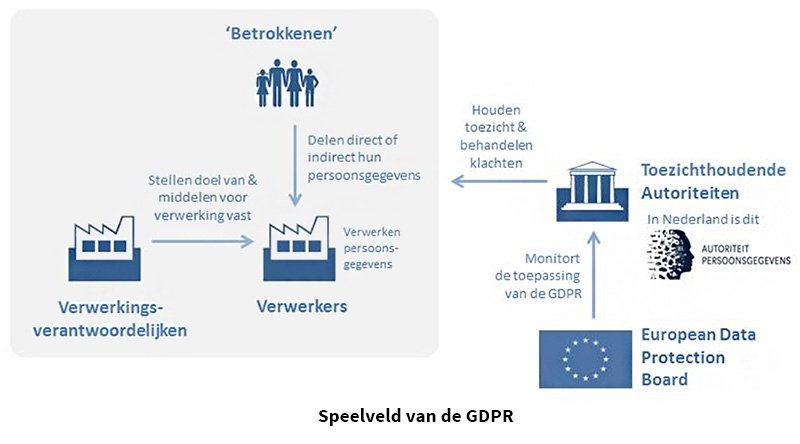 'Betrokkenen'
Delen direct of
indirect hun
persoonsgegevens
Stellen doel van &
middelen voor
verwerking vast
Verwerken
persoons-
gegevens
Verwerkings-
verantwoordelijken
Verwerkers
Houden
toezicht &
behandelen
klachten
Toezichthoudende
Autoriteiten
In Nederland is dit
AUTORITEIT
PERSOONSGEGEVENS
Monitort
de toepassing
van de GDPR
European Data
Protection
Board
Speelveld van de GDPR